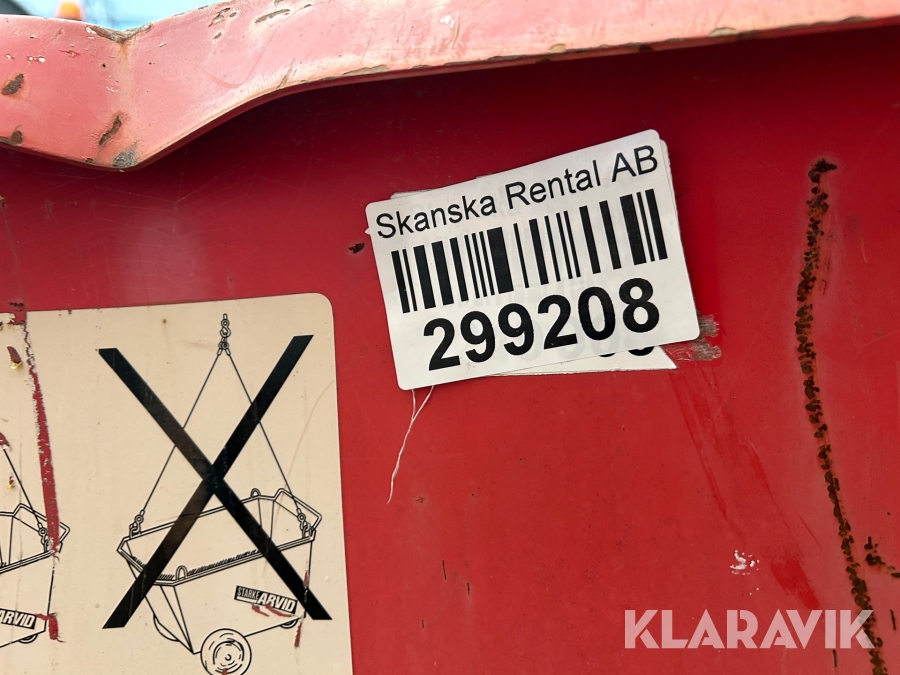 Skanska Rental AB
299208
STARKE ARVID
ARVID
KLARAVIK